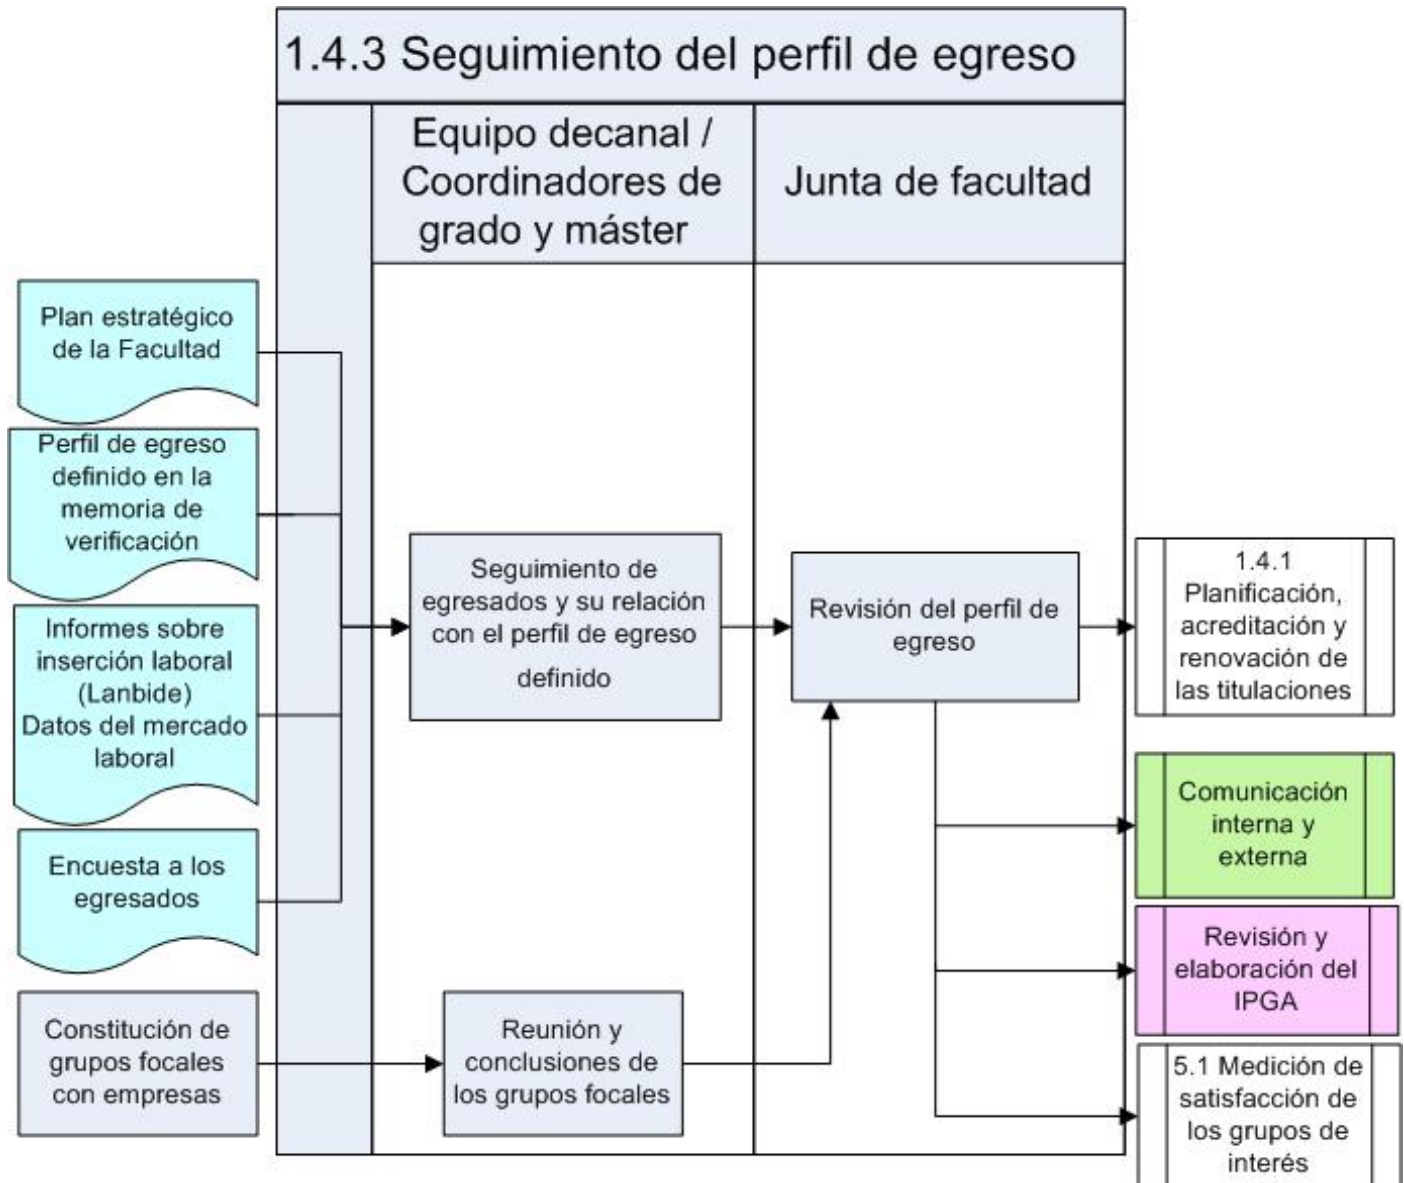 1.4.3 Seguimiento del perfil de egreso
Equipo decanal /
Coordinadores de
grado y máster
Junta de facultad
Plan estratégico
de la Facultad
Perfil de egreso
definido en la
memoria de
verificación
Informes sobre
inserción laboral
(Lanbide)
Datos del mercado
laboral
Encuesta a los
egresados
Constitución de
grupos focales
con empresas
Seguimiento de
egresados y su relación
con el perfil de egreso
definido
Reunión y
conclusiones de
los grupos focales
Revisión del perfil de
egreso
1.4.1
Planificación,
acreditación y
renovación de
las titulaciones
Comunicación
interna y
externa
Revisión y
elaboración del
IPGA
5.1 Medición de
satisfacción de
los grupos de
interés